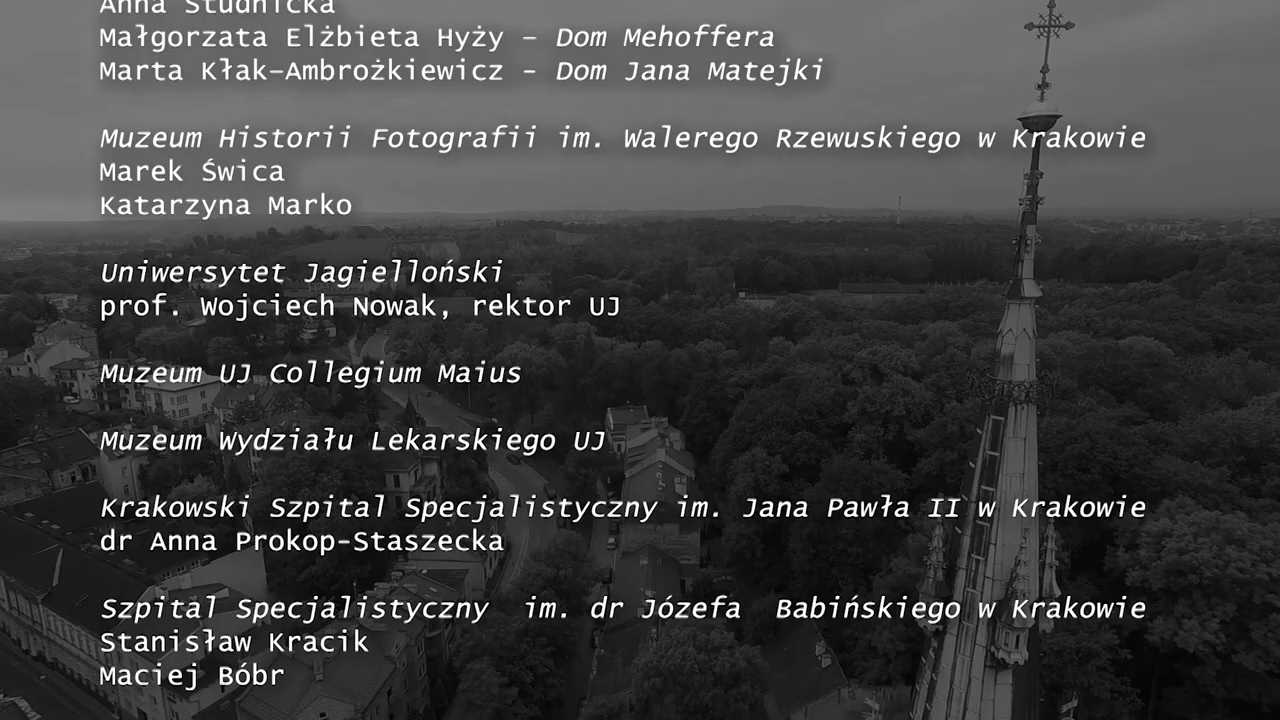 Anna Studnicka
Małgorzata Elżbieta Hyży – Dom Mehoffera
Marta Kłak–Ambrożkiewicz – Dom Jana Matejki
Muzeum Historii Fotografii im. Walerego Rzewuskiego w Krakowie
Marek Świca
Katarzyna Marko
Uniwersytet Jagielloński
prof. Wojciech Nowak, rektor UJ
Muzeum UJ Collegium Maius
Muzeum Wydziału Lekarskiego UJ
Krakowski Szpital Specjalistyczny im. Jana Pawła II w Krakowie
dr Anna Prokop–Staszecka
Szpital Specjalistyczny im. dr Józefa Babińskiego w Krakowie
Stanisław Kracik
Maciej Bóbr